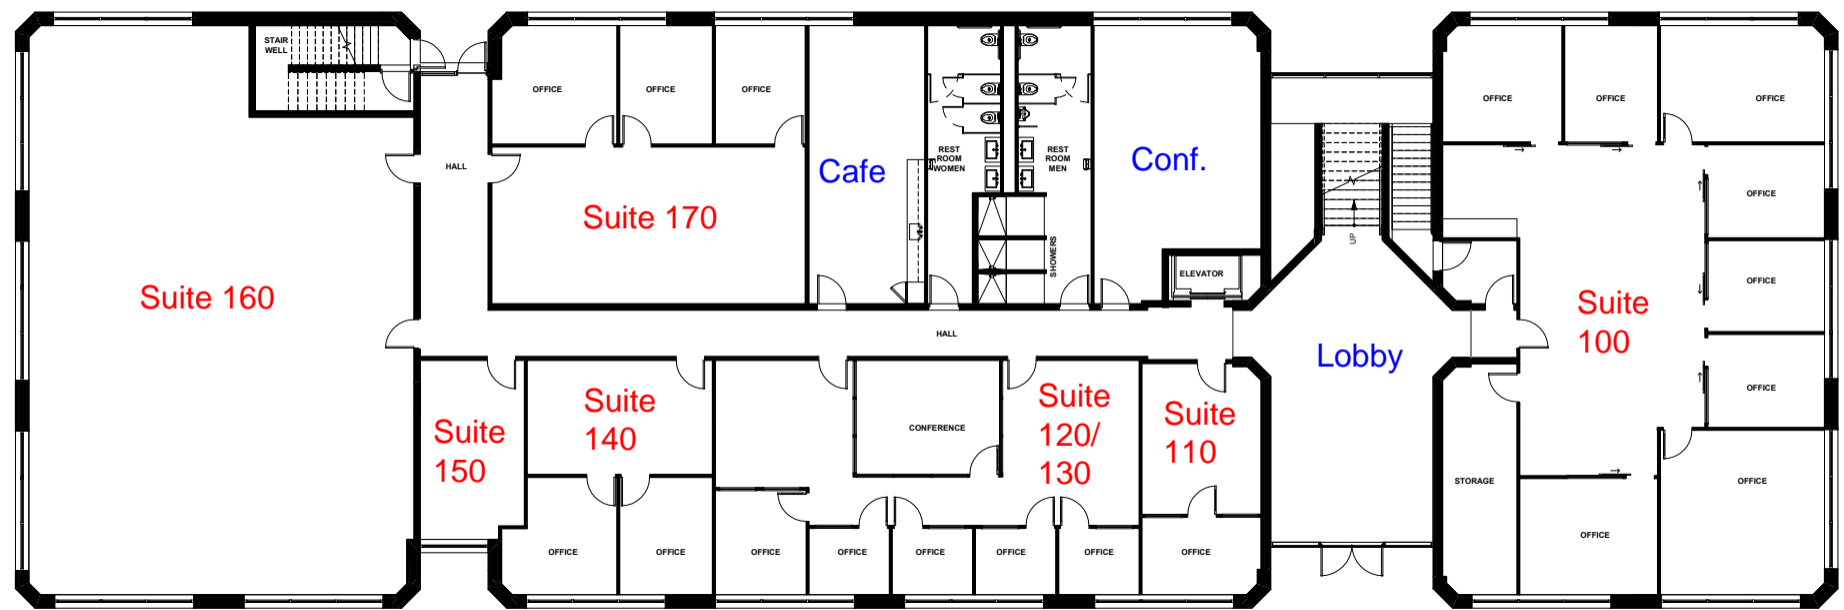 STAIR
WELL
OFFICE
OFFICE
OFFICE
OFFICE
OFFICE
OFFICE
HALL
Cafe
REST
ROOM
WOMEN
REST
ROOM
MEN
Conf.
Suite 170
OFFICE
UP
SHOWERS
ELEVATOR
Suite 160
OFFICE
Suite
100
HALL
Lobby
OFFICE
Suite
140
Suite
120/
130
Suite
110
CONFERENCE
Suite
150
STORAGE
OFFICE
OFFICE
OFFICE
OFFICE
OFFICE
OFFICE
OFFICE
OFFICE
OFFICE
OFFICE